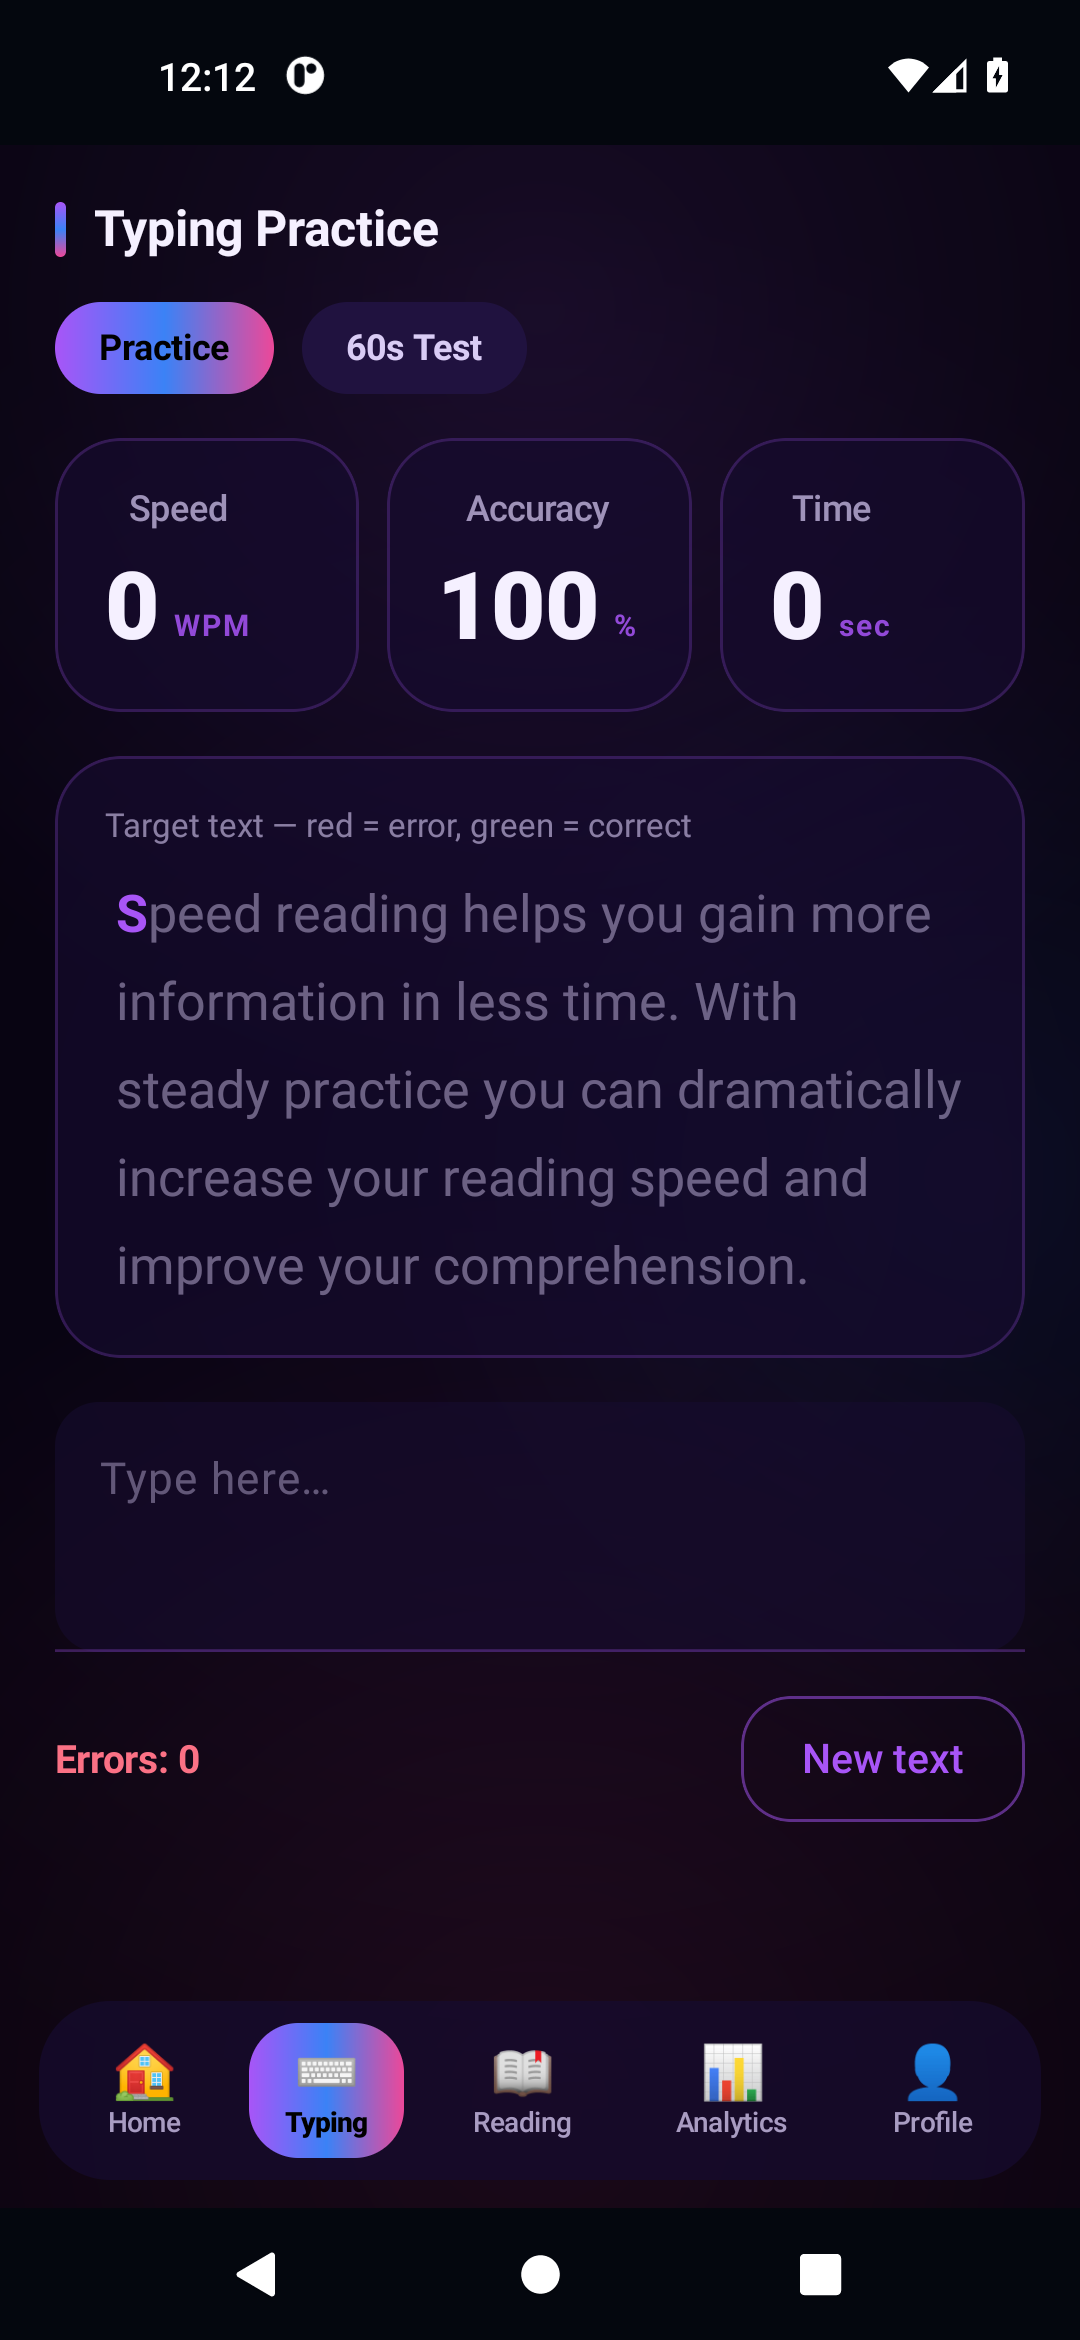 12:12
Typing Practice
Practice
60s Test
Speed
0 WPM
Accuracy
100 %
Time
0 sec
Target text — red = error, green = correct
Speed reading helps you gain more
information in less time. With
steady practice you can dramatically
increase your reading speed and
improve your comprehension.
Type here…
Errors: 0
New text
Home
Typing
Reading
Analytics
Profile